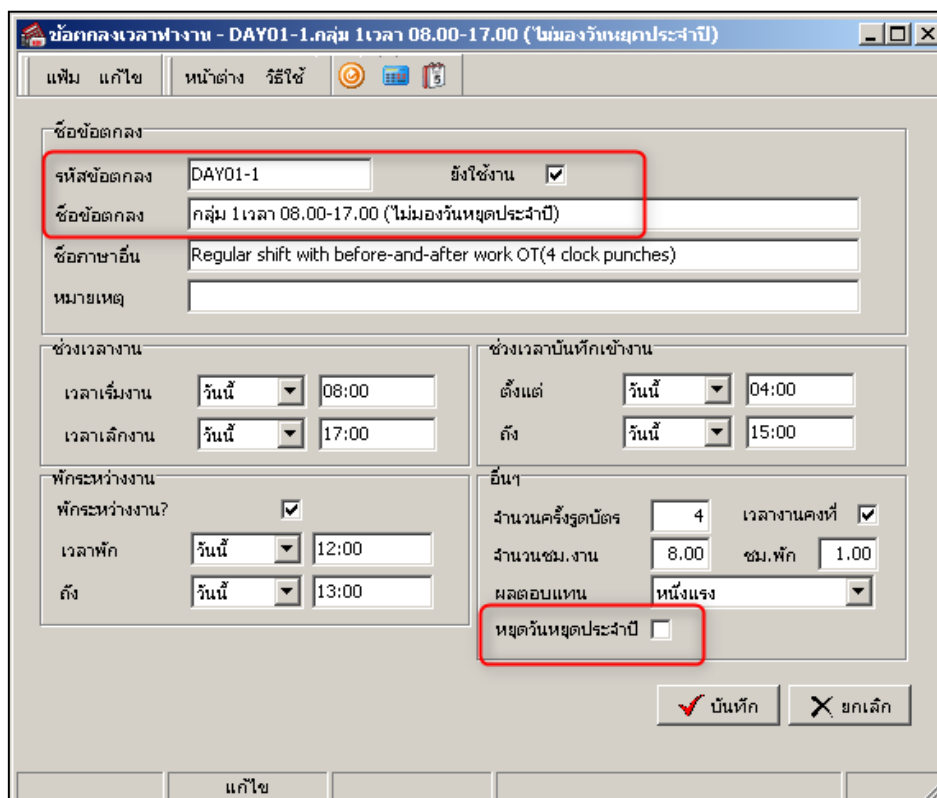 ข้อตกลงเวลาทำงาน - DAY01-1.กลุ่ม 1เวลา 08.00-17.00 (ไม่มองวันหยุดประจำปี)
แฟ้ม แก้ไข หน้าต่าง วิธีใช้
ชื่อข้อตกลง
รหัสข้อตกลง DAY01-1 ยังใช้งาน
ชื่อข้อตกลง กลุ่ม 1เวลา 08.00-17.00 (ไม่มองวันหยุดประจำปี)
ชื่อภาษาอื่น Regular shift with before-and-after work OT(4 clock punches)
หมายเหตุ
ช่วงเวลางาน
เวลาเริ่มงาน วันนี้ 08:00
เวลาเลิกงาน วันนี้ 17:00
ช่วงเวลาบันทึกเข้างาน
ตั้งแต่ วันนี้ 04:00
ถึง วันนี้ 15:00
พักระหว่างงาน
พักระหว่างงาน?
เวลาพัก วันนี้ 12:00
ถึง วันนี้ 13:00
อื่นๆ
จำนวนครั้งรูดบัตร 4 เวลางานคงที่
จำนวนชม.งาน 8.00 ชม.พัก 1.00
ผลตอบแทน หนึ่งแรง
หยุดวันหยุดประจำปี
บันทึก ยกเลิก
แก้ไข